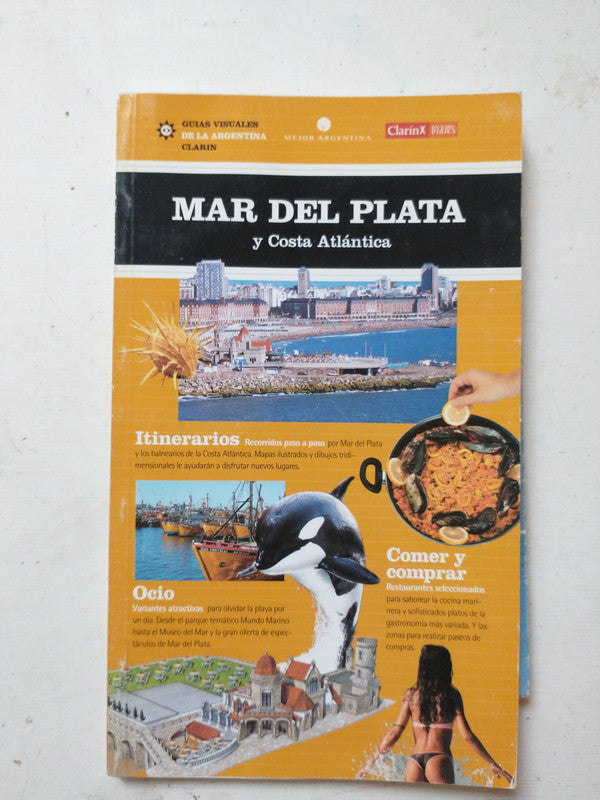 GUIAS VISUALES
DE LA ARGENTINA
CLARIN
MEJOR ARGENTINA
Clarín X VIAJES
MAR DEL PLATA
y Costa Atlántica
Itinerarios Recorridos paso a paso por Mar del Plata
y los balnearios de la Costa Atlántica. Mapas ilustrados y dibujos tridi-
mensionales le ayudarán a disfrutar nuevos lugares.
Ocio
Variantes atractivas para olvidar la playa por
un día. Desde el parque temático Mundo Marino
hasta el Museo del Mar y la gran oferta de espec-
táculos de Mar del Plata.
Comer y
comprar
Restaurantes seleccionados
para saborear la cocina mari-
nera y sofisticados platos de la
gastronomía más variada. Y las
zonas para realizar paseos de
compras.